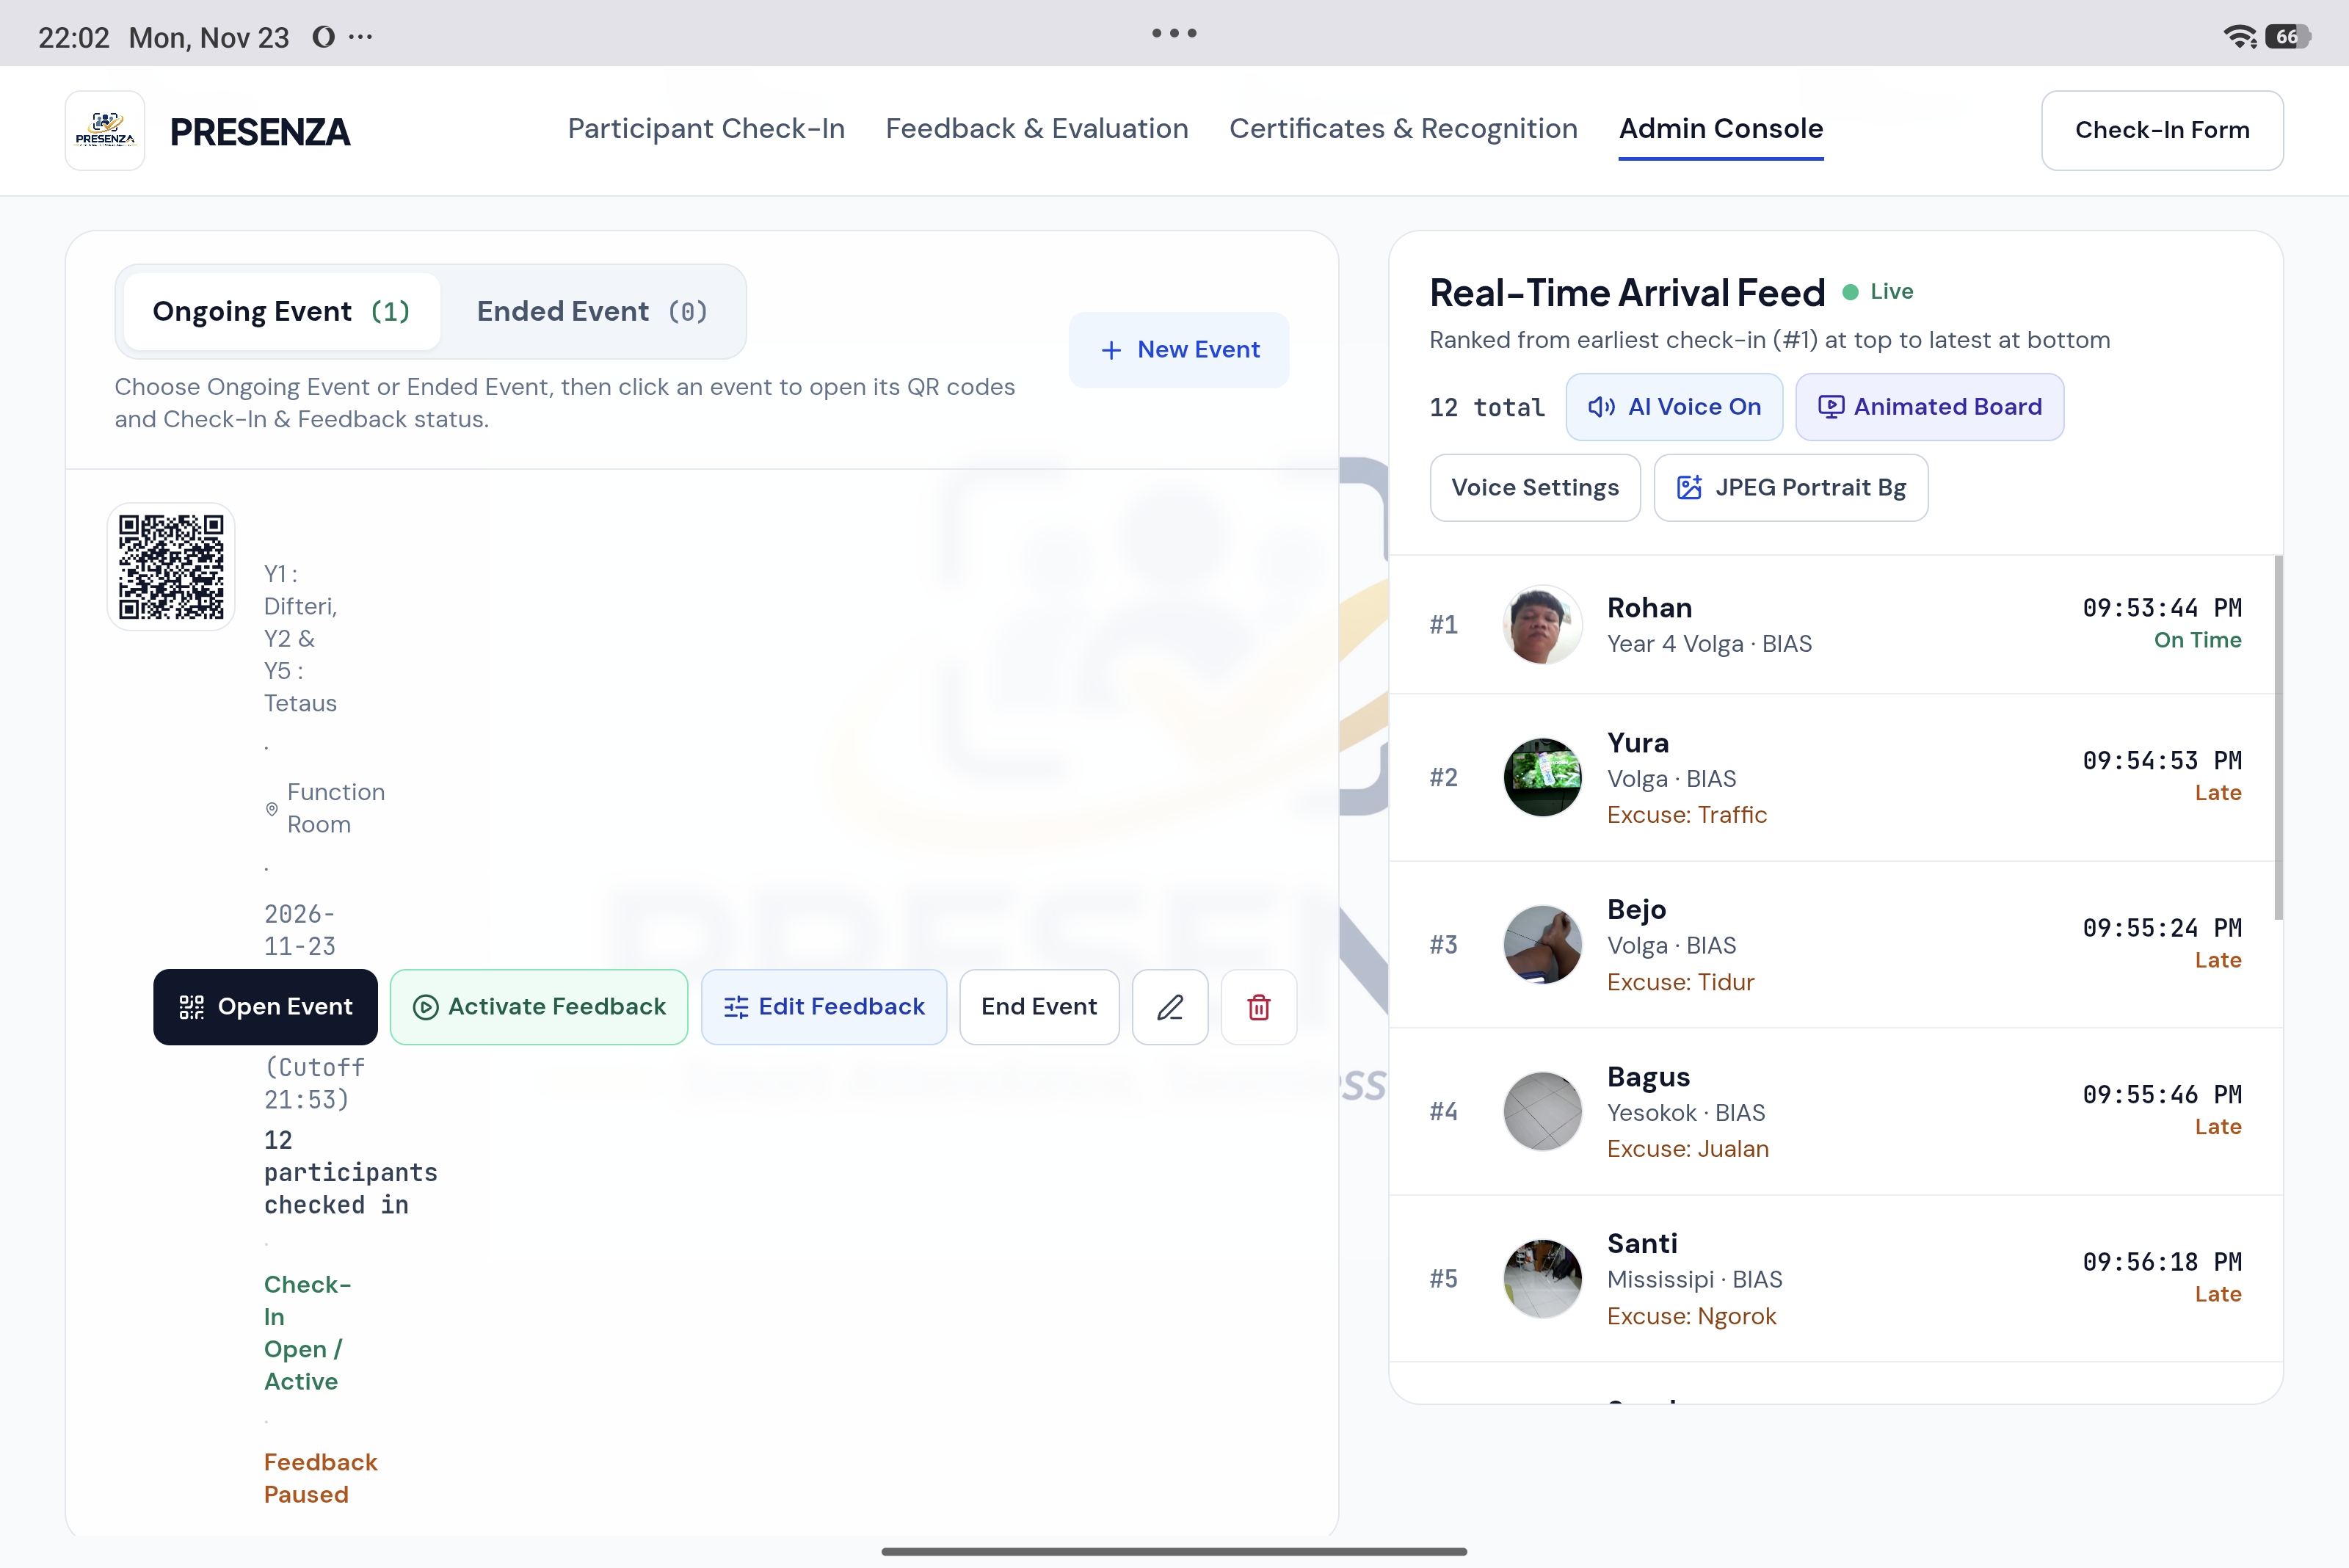 22:02 Mon, Nov 23
66
PRESENZA
PRESENZA
Participant Check-In
Feedback & Evaluation
Certificates & Recognition
Admin Console
Check-In Form
Ongoing Event (1)
Ended Event (0)
Choose Ongoing Event or Ended Event, then click an event to open its QR codes
and Check-In & Feedback status.
+ New Event
Y1 :
Difteri,
Y2 &
Y5 :
Tetaus
·
Function
Room
·
2026-
11-23
Open Event
Activate Feedback
Edit Feedback
End Event
(Cutoff
21:53)
12
participants
checked in
·
Check-
In
Open /
Active
·
Feedback
Paused
PRESEN
ss
Real-Time Arrival Feed
Live
Ranked from earliest check-in (#1) at top to latest at bottom
12 total
AI Voice On
Animated Board
Voice Settings
JPEG Portrait Bg
#1
Rohan
Year 4 Volga · BIAS
09:53:44 PM
On Time
#2
Yura
Volga · BIAS
Excuse: Traffic
09:54:53 PM
Late
#3
Bejo
Volga · BIAS
Excuse: Tidur
09:55:24 PM
Late
#4
Bagus
Yesokok · BIAS
Excuse: Jualan
09:55:46 PM
Late
#5
Santi
Mississipi · BIAS
Excuse: Ngorok
09:56:18 PM
Late